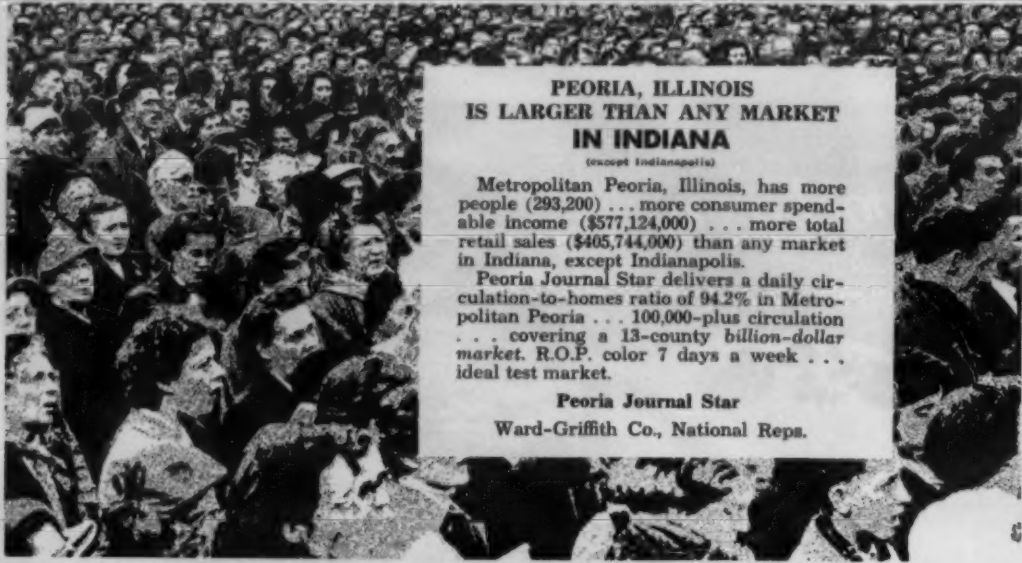 PEORIA, ILLINOIS
IS LARGER THAN ANY MARKET
IN INDIANA
(except Indianapolis)
Metropolitan Peoria, Illinois, has more
people (293,200) ... more consumer spend-
able income ($577,124,000) ... more total
retail sales ($405,744,000) than any market
in Indiana, except Indianapolis.
Peoria Journal Star delivers a daily cir-
culation-to-homes ratio of 94.2% in Metro-
politan Peoria ... 100,000-plus circulation
. . . covering a 13-county billion-dollar
market. R.O.P. color 7 days a week . . .
ideal test market.
Peoria Journal Star
Ward-Griffith Co., National Reps.